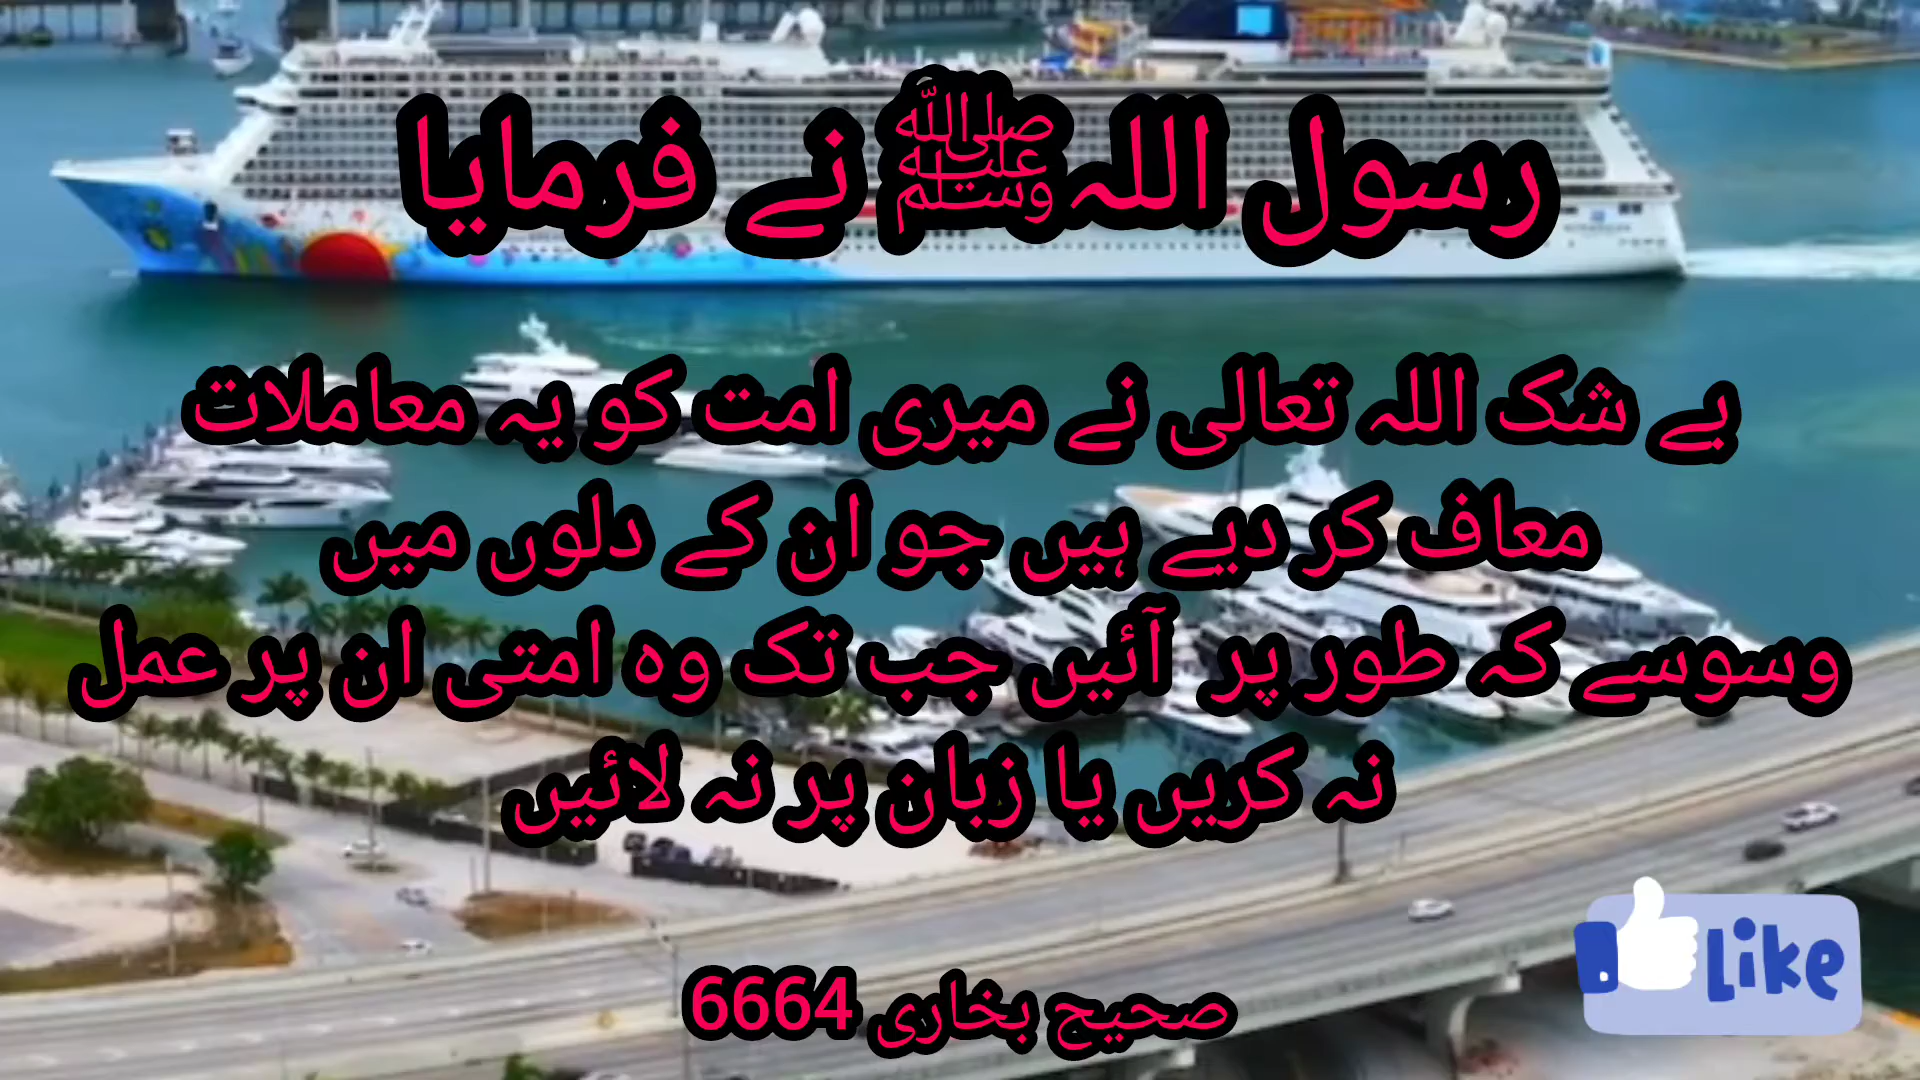 رسول اللہ ﷺ نے فرمایا
بے شک اللہ تعالی نے میری امت کو یہ معاملات
معاف کر دیے ہیں جو ان کے دلوں میں
وسوسے کہ طور پر آئیں جب تک وہ امتی ان پر عمل
نہ کریں یا زبان پر نہ لائیں
Like
صحیح بخاری 6664